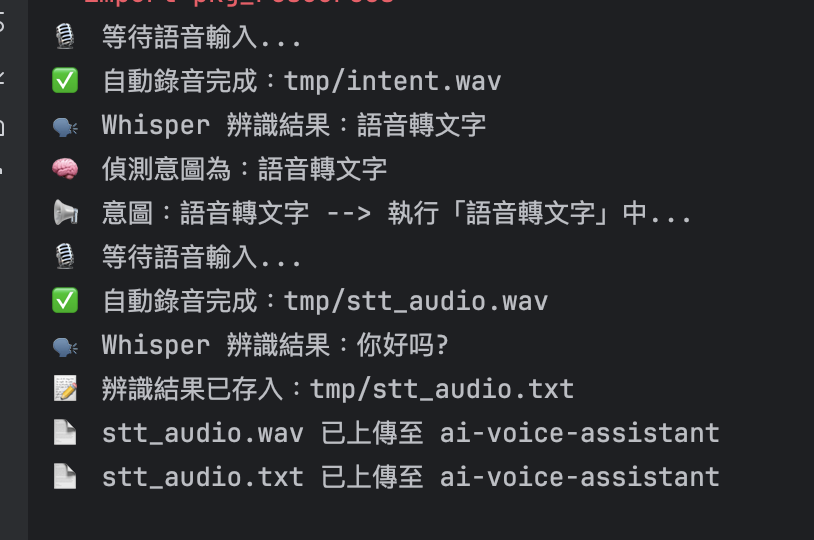 import pkg_resources
🎙️ 等待語音輸入...
✅ 自動錄音完成：tmp/intent.wav
🗣️ Whisper 辨識結果：語音轉文字
🧠 偵測意圖為：語音轉文字
📢 意圖：語音轉文字 --> 執行「語音轉文字」中...
🎙️ 等待語音輸入...
✅ 自動錄音完成：tmp/stt_audio.wav
🗣️ Whisper 辨識結果：你好吗?
📝 辨識結果已存入：tmp/stt_audio.txt
📄 stt_audio.wav 已上傳至 ai-voice-assistant
📄 stt_audio.txt 已上傳至 ai-voice-assistant